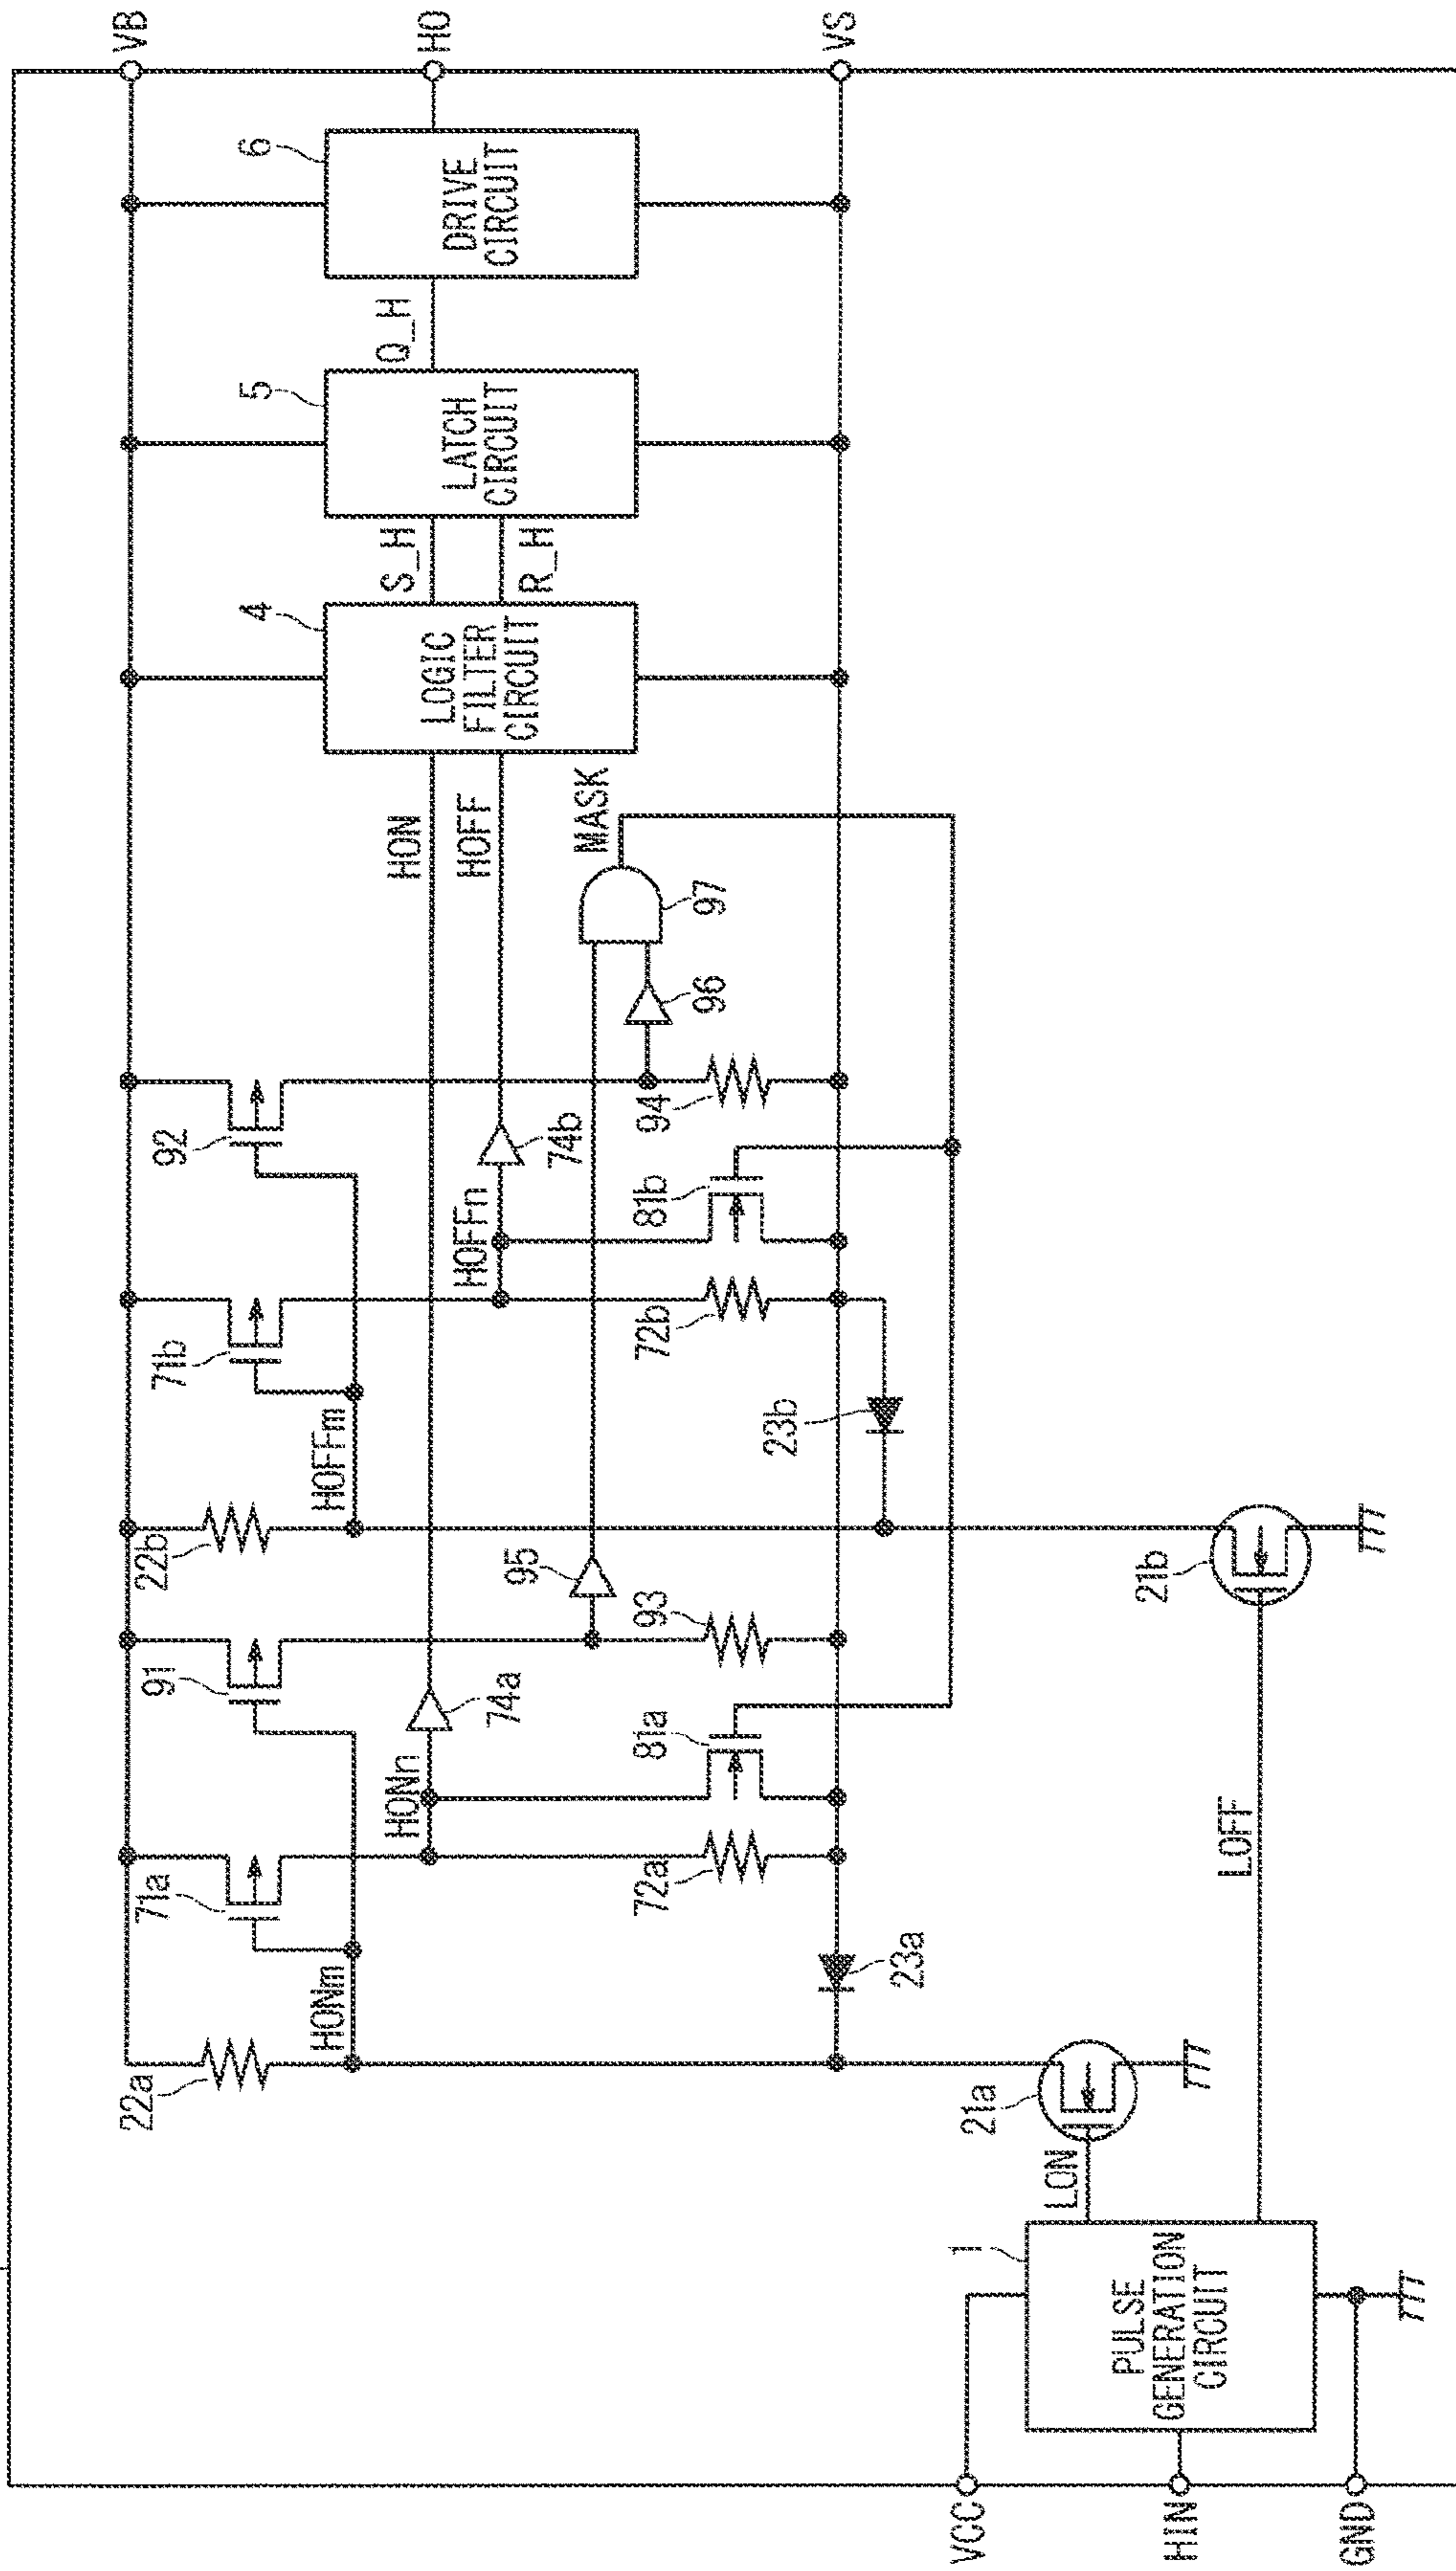 VB
HO
VS
6
DRIVE
CIRCUIT
Q_H
5
LATCH
CIRCUIT
S_H
R_H
4
LOGIC
FILTER
CIRCUIT
HON
HOFF
MASK
97
96
92
94
74b
81b
HOFFn
71b
72b
HOFFm
23b
22b
95
21b
91
93
74a
81a
HONn
71a
72a
LOFF
HONm
23a
22a
21a
LON
1
PULSE
GENERATION
CIRCUIT
VCC
HIN
GND